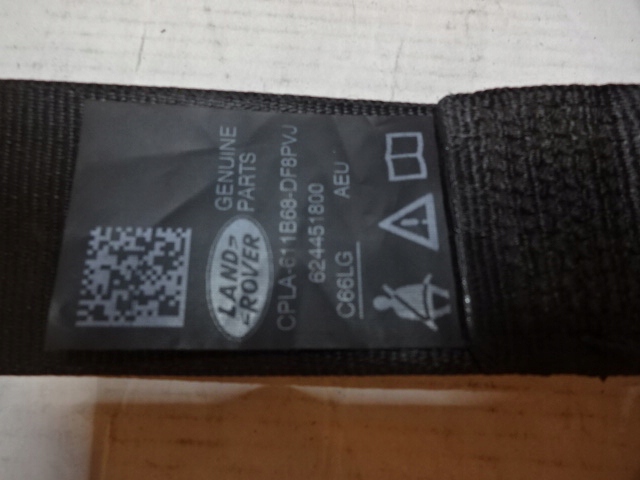 LAND
ROVER
GENUINE
PARTS
CPLA-611B68-DF8PVJ
624451800
C66LG AEU